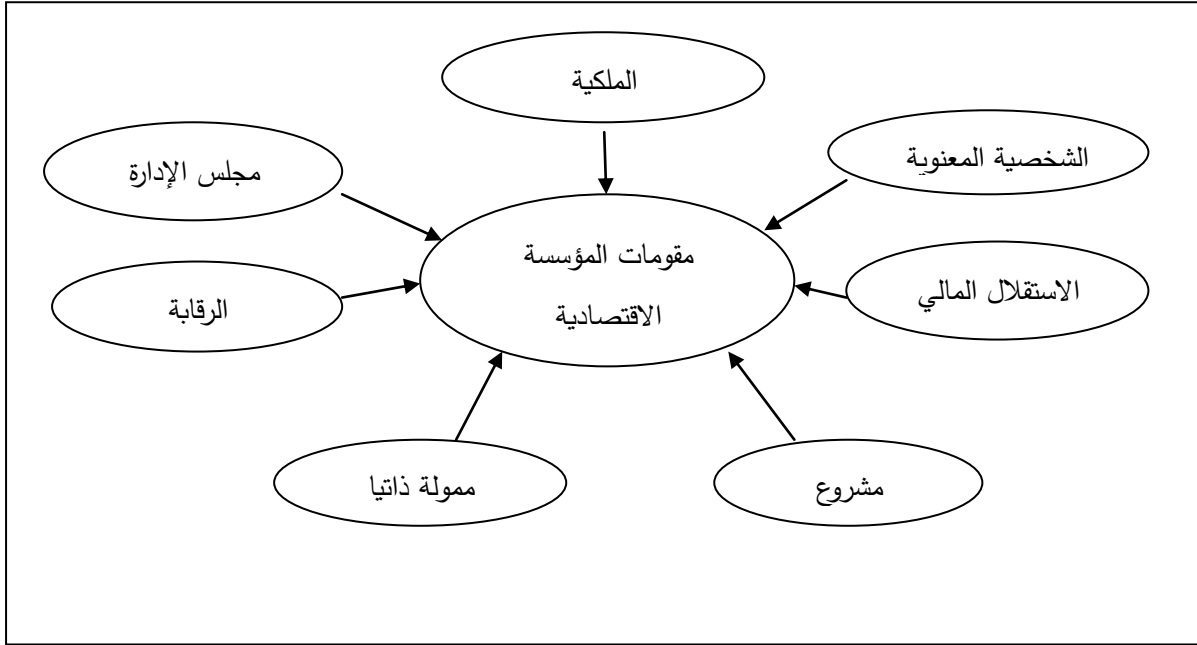 الملكية
الشخصية المعنوية
مجلس الإدارة
مقومات المؤسسة
الاقتصادية
الاستقلال المالي
الرقابة
ممولة ذاتيا
مشروع